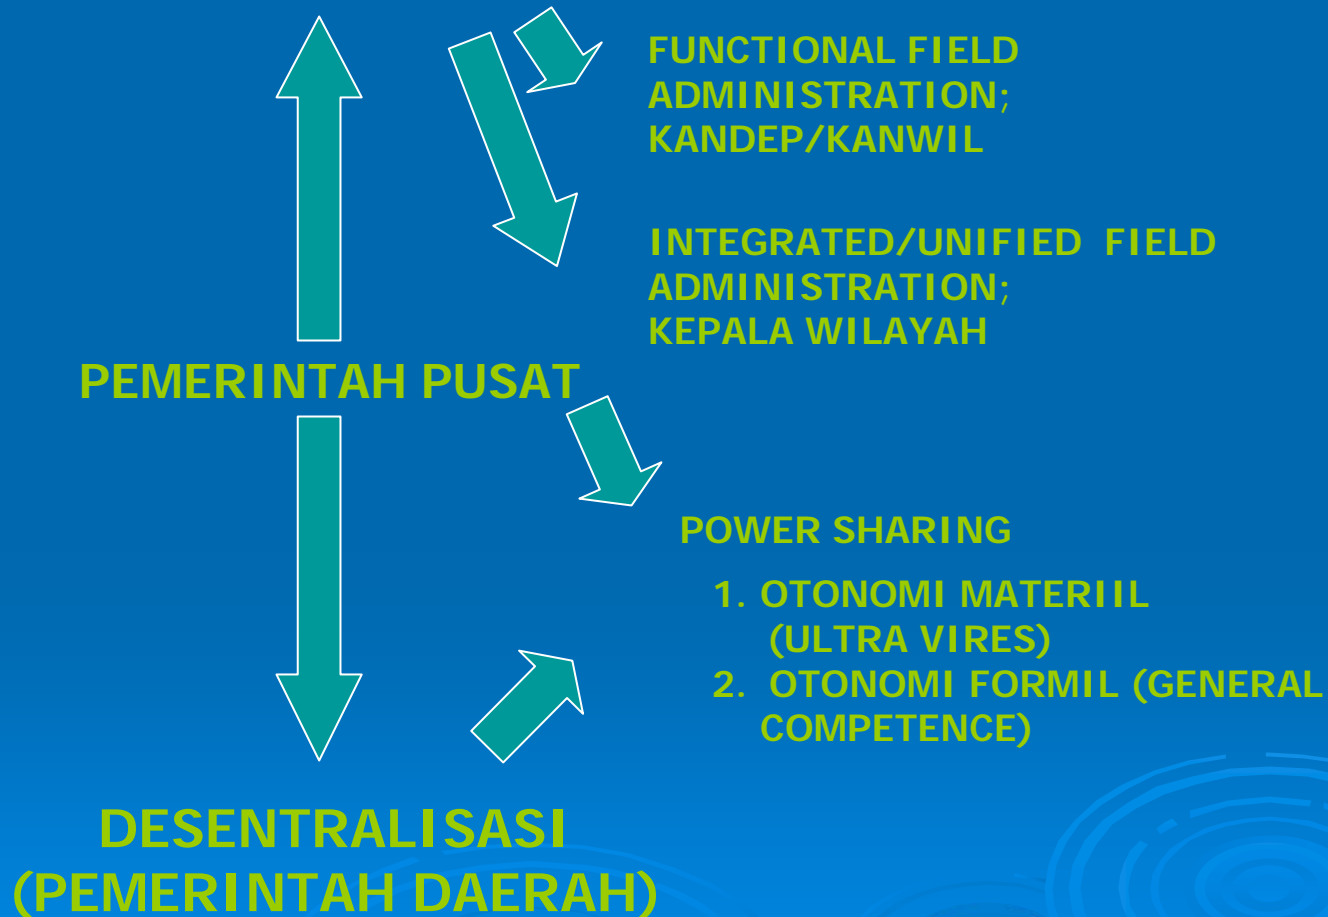 FUNCTIONAL FIELD
ADMINISTRATION;
KANDEP/KANWIL
INTEGRATED/UNIFIED FIELD
ADMINISTRATION;
KEPALA WILAYAH
PEMERINTAH PUSAT
POWER SHARING
1. OTONOMI MATERIIL
(ULTRA VIRES)
2. OTONOMI FORMIL (GENERAL
COMPETENCE)
DESENTRALISASI
(PEMERINTAH DAERAH)